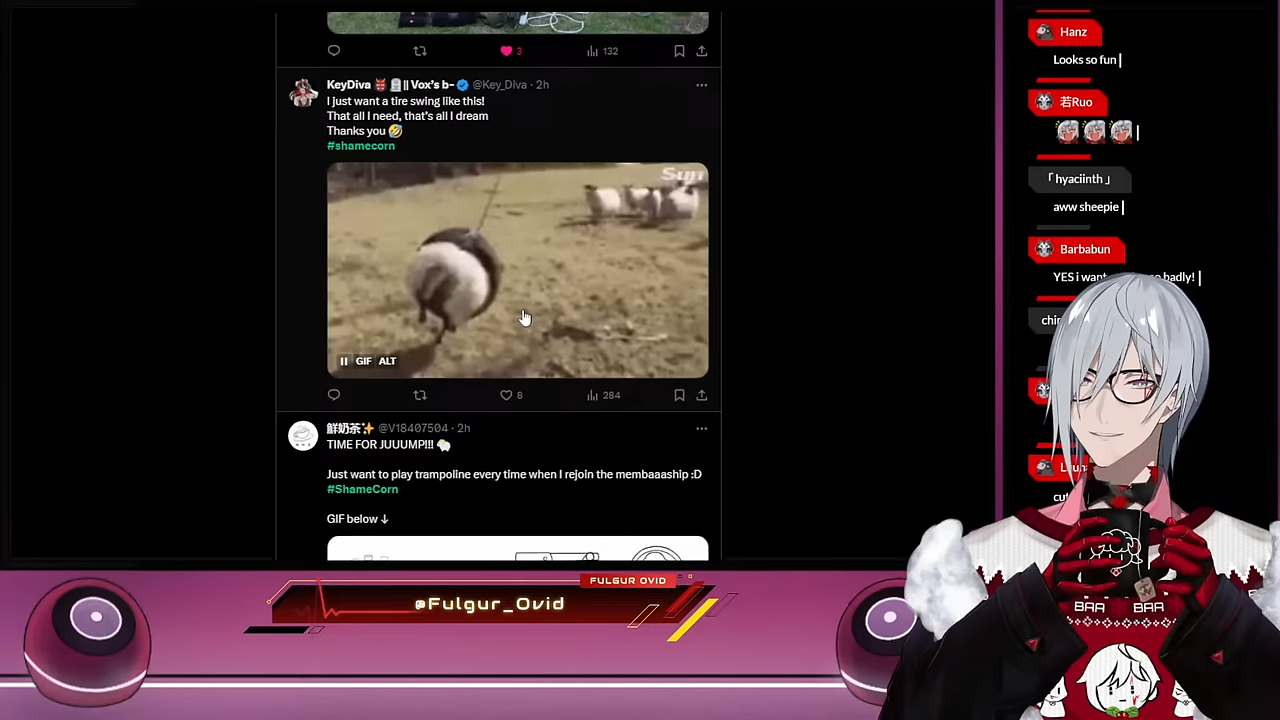 3
132
KeyDiva 👹 🪦 || Vox's b~ @Key_Diva · 2h
I just want a tire swing like this!
That all I need, that's all I dream
Thanks you 🤣
#shamecorn
Sun
GIF ALT
8
284
鮮奶茶✨ @V18407504 · 2h
TIME FOR JUUUMP!!! 🐑
Just want to play trampoline every time when I rejoin the membaaaship :D
#ShameCorn
GIF below ↓
Hanz
Looks so fun
若Ruo
「 hyaciinth 」
aww sheepie
Barbabun
YES i badly!
FULGUR OVID
@Fulgur_Ovid
BAA BAA